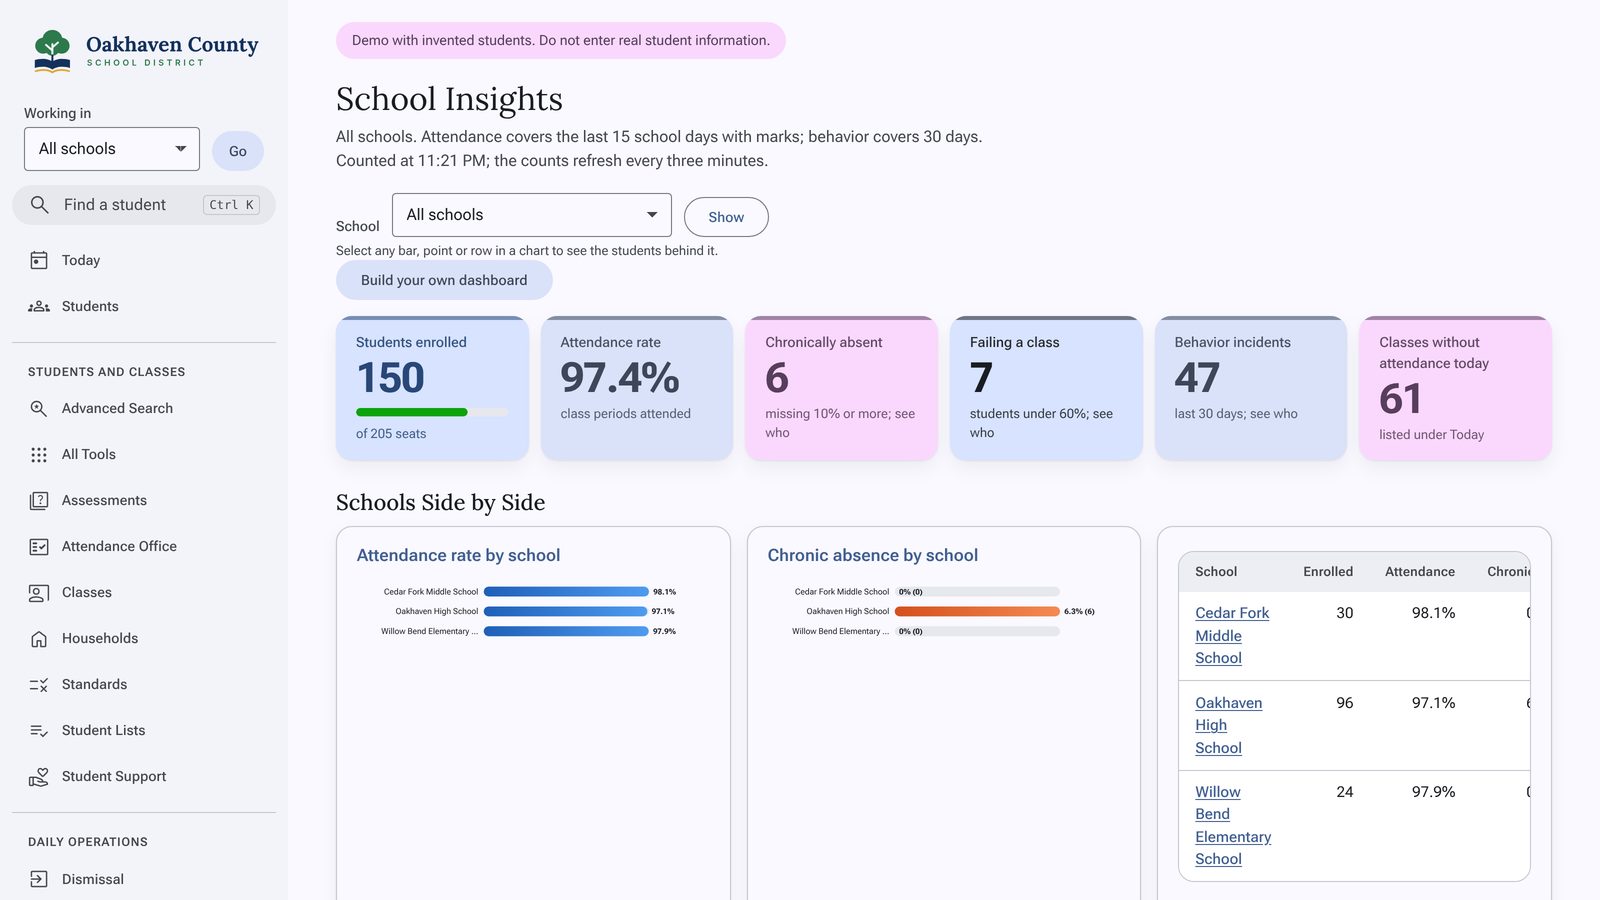 Oakhaven County
SCHOOL DISTRICT
Working in
All schools
Go
Find a student
Ctrl K
Today
Students
STUDENTS AND CLASSES
Advanced Search
All Tools
Assessments
Attendance Office
Classes
Households
Standards
Student Lists
Student Support
DAILY OPERATIONS
Dismissal
Demo with invented students. Do not enter real student information.
School Insights
All schools. Attendance covers the last 15 school days with marks; behavior covers 30 days.
Counted at 11:21 PM; the counts refresh every three minutes.
School
All schools
Show
Select any bar, point or row in a chart to see the students behind it.
Build your own dashboard
Students enrolled
150
of 205 seats
Attendance rate
97.4%
class periods attended
Chronically absent
6
missing 10% or more; see
who
Failing a class
7
students under 60%; see
who
Behavior incidents
47
last 30 days; see who
Classes without
attendance today
61
listed under Today
Schools Side by Side
Attendance rate by school
Cedar Fork Middle School 98.1%
Oakhaven High School 97.1%
Willow Bend Elementary ... 97.9%
Chronic absence by school
Cedar Fork Middle School 0% (0)
Oakhaven High School 6.3% (6)
Willow Bend Elementary ... 0% (0)
School Enrolled Attendance
Cedar Fork 30 98.1%
Middle
School
Oakhaven 96 97.1%
High
School
Willow 24 97.9%
Bend
Elementary
School